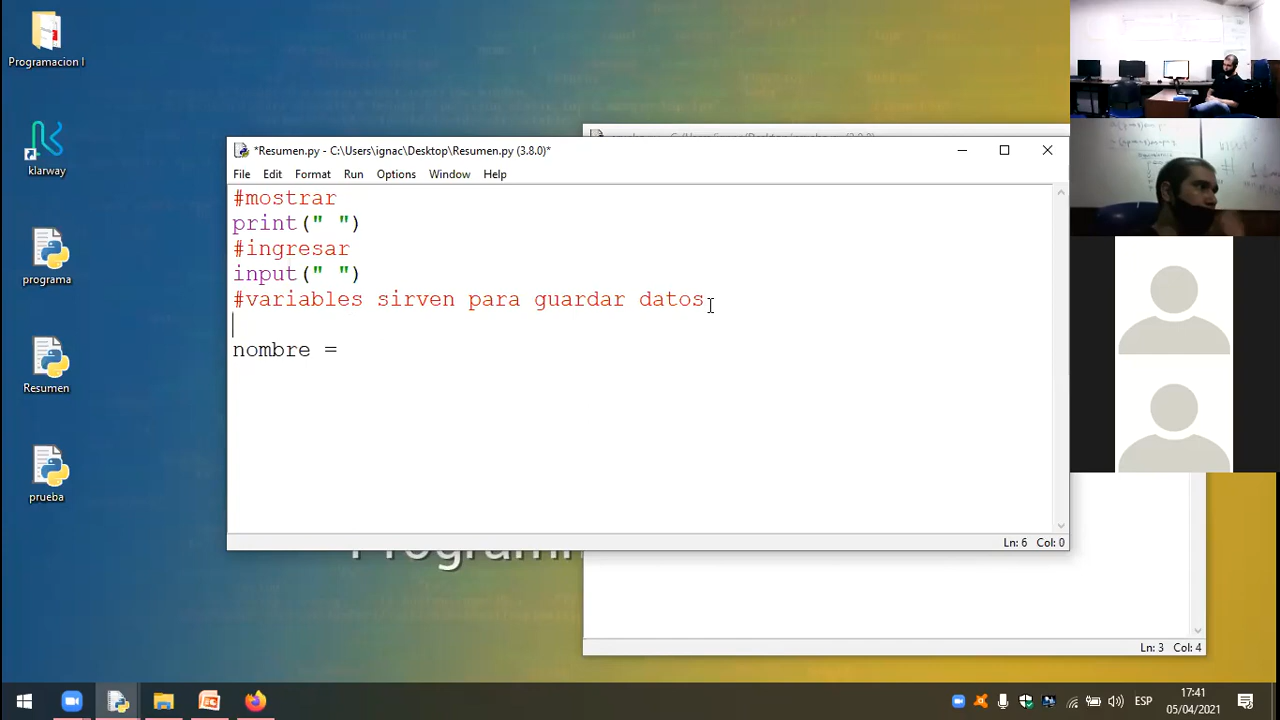 Programacion I
klarway
programa
Resumen
prueba
*Resumen.py - C:\Users\ignac\Desktop\Resumen.py (3.8.0)*
File Edit Format Run Options Window Help
#mostrar
print(" ")
#ingresar
input(" ")
#variables sirven para guardar datos
nombre =
Ln: 6 Col: 0
Ln: 3 Col: 4
ESP
17:41
05/04/2021